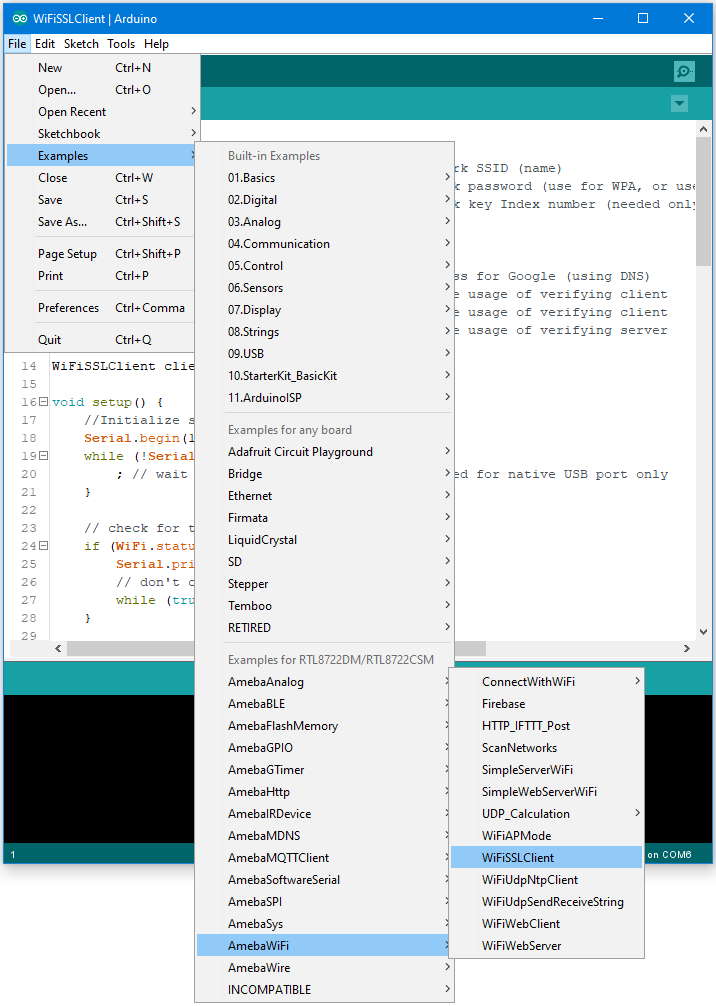 WiFiSSLClient | Arduino
File Edit Sketch Tools Help
New Ctrl+N
Open... Ctrl+O
Open Recent
Sketchbook
Examples
Close Ctrl+W
Save Ctrl+S
Save As... Ctrl+Shift+S
Page Setup Ctrl+Shift+P
Print Ctrl+P
Preferences Ctrl+Comma
Quit Ctrl+Q
Built-in Examples
01.Basics
02.Digital
03.Analog
04.Communication
05.Control
06.Sensors
07.Display
08.Strings
09.USB
10.StarterKit_BasicKit
11.ArduinoISP
Examples for any board
Adafruit Circuit Playground
Bridge
Ethernet
Firmata
LiquidCrystal
SD
Stepper
Temboo
RETIRED
Examples for RTL8722DM/RTL8722CSM
AmebaAnalog
AmebaBLE
AmebaFlashMemory
AmebaGPIO
AmebaGTimer
AmebaHttp
AmebaIRDevice
AmebaMDNS
AmebaMQTTClient
AmebaSoftwareSerial
AmebaSPI
AmebaSys
AmebaWiFi
AmebaWire
INCOMPATIBLE
ConnectWithWiFi
Firebase
HTTP_IFTTT_Post
ScanNetworks
SimpleServerWiFi
SimpleWebServerWiFi
UDP_Calculation
WiFiAPMode
WiFiSSLClient
WiFiUdpNtpClient
WiFiUdpSendReceiveString
WiFiWebClient
WiFiWebServer
rk SSID (name)
k password (use for WPA, or use
k key Index number (needed only
ss for Google (using DNS)
e usage of verifying client
e usage of verifying client
e usage of verifying server
14 WiFiSSLClient clie
15
16 void setup() {
17 //Initialize s
18 Serial.begin(1
19 while (!Serial
20 ; // wait ed for native USB port only
21 }
22
23 // check for t
24 if (WiFi.statu
25 Serial.pri
26 // don't c
27 while (tru
28 }
29
1 on COM6